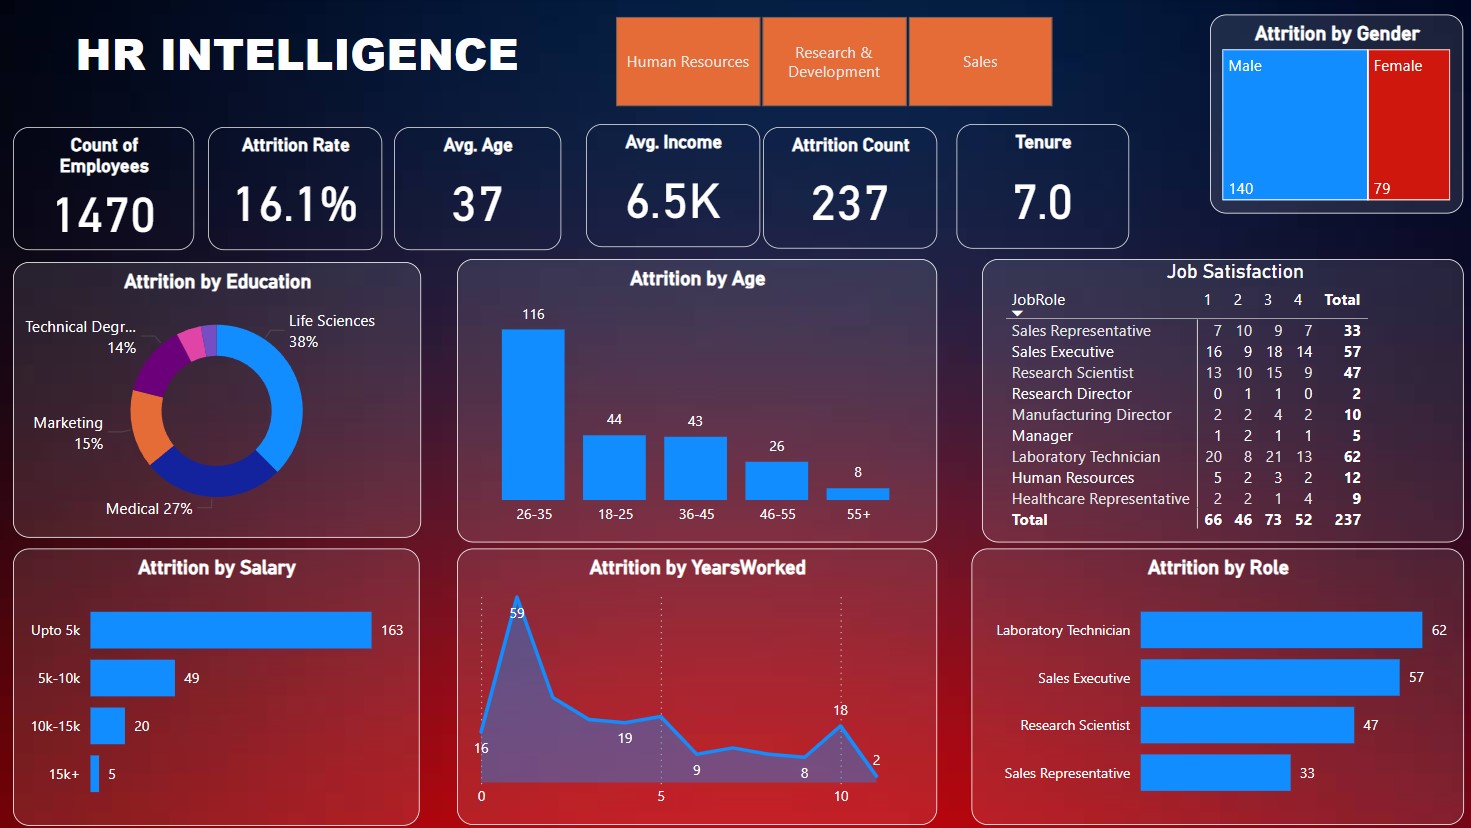 HR INTELLIGENCE
Human Resources
Research &
Development
Sales
Attrition by Gender
Male
Female
140
79
Count of
Employees
1470
Attrition Rate
16.1%
Avg. Age
37
Avg. Income
6.5K
Attrition Count
237
Tenure
7.0
Attrition by Education
Technical Degr...
14%
Life Sciences
38%
Marketing
15%
Medical 27%
Attrition by Age
116
44
43
26
8
26-35 18-25 36-45 46-55 55+
Job Satisfaction
JobRole 1 2 3 4 Total
Sales Representative 7 10 9 7 33
Sales Executive 16 9 18 14 57
Research Scientist 13 10 15 9 47
Research Director 0 1 1 0 2
Manufacturing Director 2 2 4 2 10
Manager 1 2 1 1 5
Laboratory Technician 20 8 21 13 62
Human Resources 5 2 3 2 12
Healthcare Representative 2 2 1 4 9
Total 66 46 73 52 237
Attrition by Salary
Upto 5k 163
5k-10k 49
10k-15k 20
15k+ 5
Attrition by YearsWorked
59
18
16
19
9
8
2
0 5 10
Attrition by Role
Laboratory Technician 62
Sales Executive 57
Research Scientist 47
Sales Representative 33